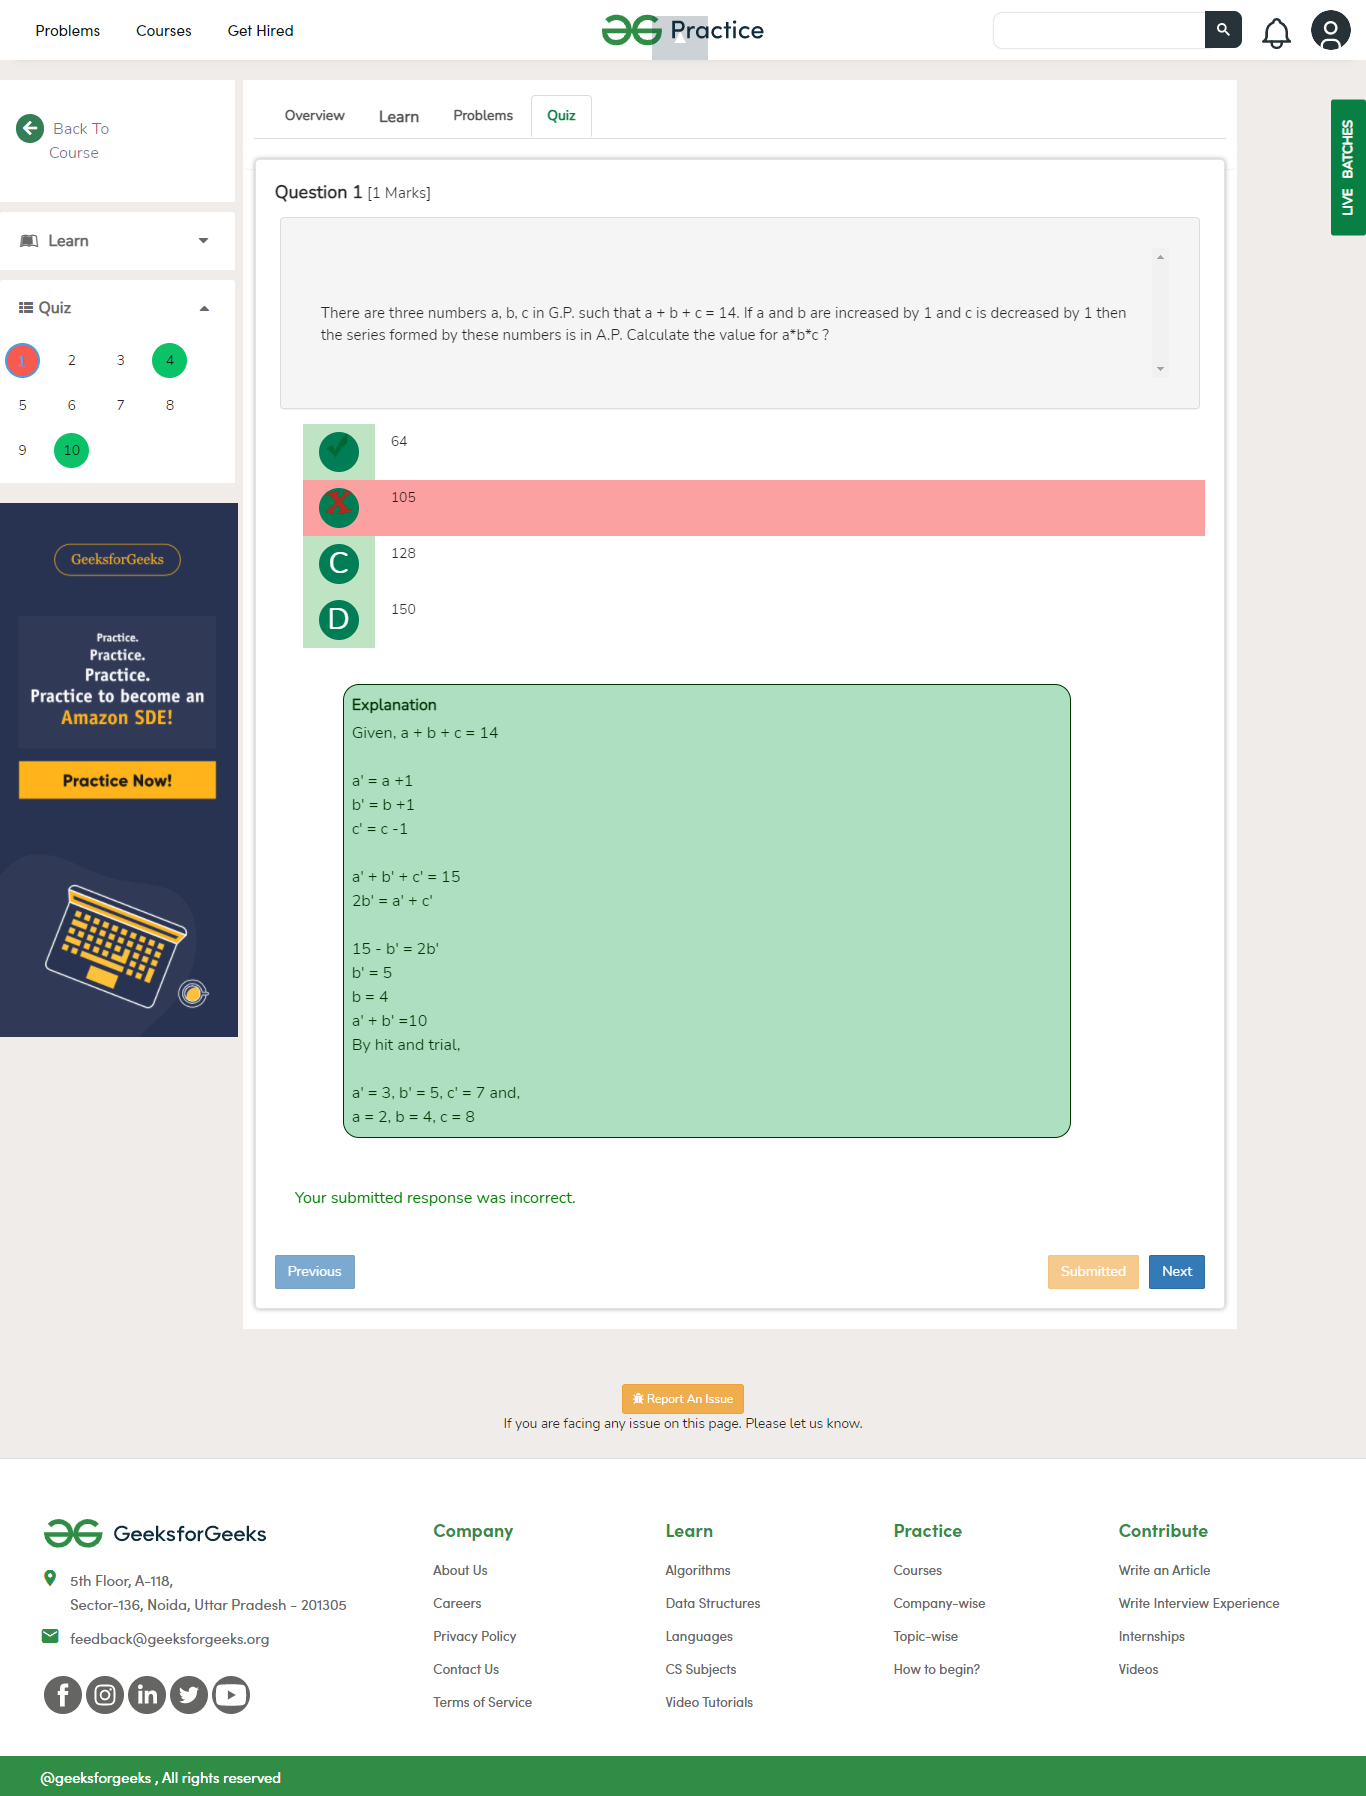 Problems Courses Get Hired
Practice
Back To
Course
Learn
Quiz
1 2 3 4
5 6 7 8
9 10
GeeksforGeeks
Practice.
Practice.
Practice.
Practice to become an
Amazon SDE!
Practice Now!
Overview Learn Problems Quiz
Question 1 [1 Marks]
There are three numbers a, b, c in G.P. such that a + b + c = 14. If a and b are increased by 1 and c is decreased by 1 then
the series formed by these numbers is in A.P. Calculate the value for a*b*c ?
64
X 105
C 128
D 150
Explanation
Given, a + b + c = 14
a' = a +1
b' = b +1
c' = c -1
a' + b' + c' = 15
2b' = a' + c'
15 - b' = 2b'
b' = 5
b = 4
a' + b' =10
By hit and trial,
a' = 3, b' = 5, c' = 7 and,
a = 2, b = 4, c = 8
Your submitted response was incorrect.
Previous Submitted Next
LIVE BATCHES
Report An Issue
If you are facing any issue on this page. Please let us know.
GeeksforGeeks
5th Floor, A-118,
Sector-136, Noida, Uttar Pradesh - 201305
feedback@geeksforgeeks.org
Company
About Us
Careers
Privacy Policy
Contact Us
Terms of Service
Learn
Algorithms
Data Structures
Languages
CS Subjects
Video Tutorials
Practice
Courses
Company-wise
Topic-wise
How to begin?
Contribute
Write an Article
Write Interview Experience
Internships
Videos
@geeksforgeeks , All rights reserved